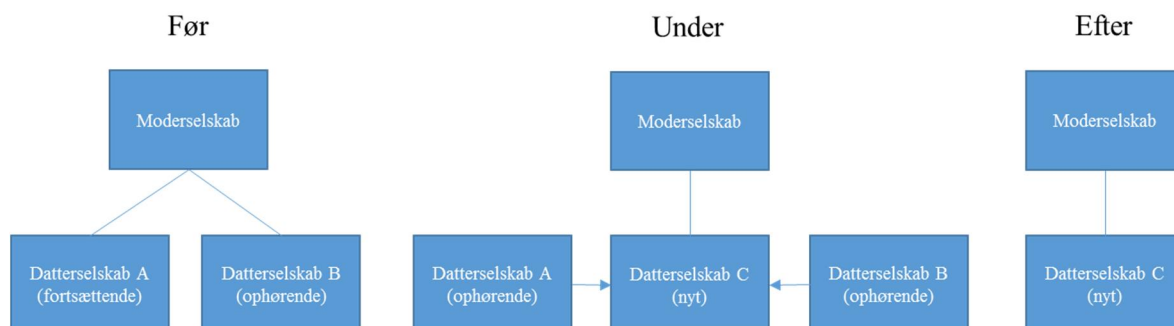 Før
Under
Efter
Moderselskab
Moderselskab
Moderselskab
Datterselskab A
(fortsættende)
Datterselskab B
(ophørende)
Datterselskab A
(ophørende)
Datterselskab C
(nyt)
Datterselskab B
(ophørende)
Datterselskab C
(nyt)